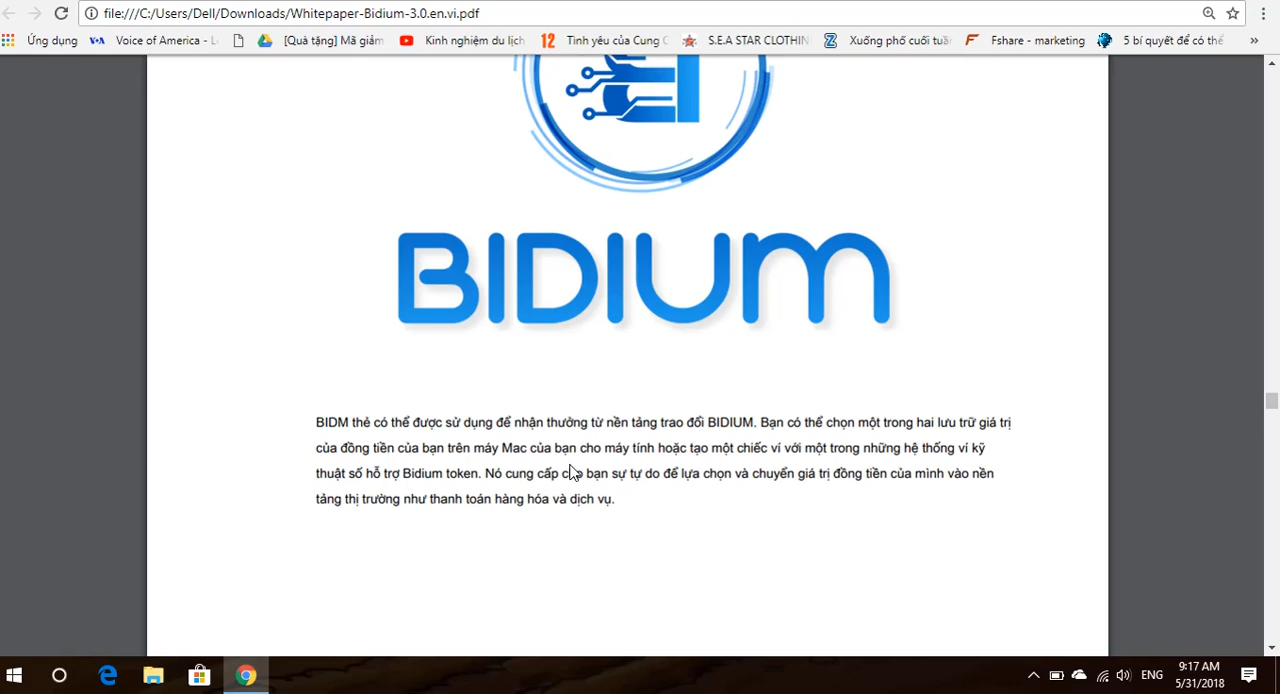 file:///C:/Users/Dell/Downloads/Whitepaper-Bidium-3.0.en.vi.pdf
Ứng dụng VOA Voice of America - L [Quà tặng] Mã giảm Kinh nghiệm du lịch 12 Tình yêu của Cung S.E.A STAR CLOTHIN Z Xuống phố cuối tuần F Fshare - marketing 5 bí quyết để có thể »
BIDIUM
BIDM thẻ có thể được sử dụng để nhận thưởng từ nền tảng trao đổi BIDIUM. Bạn có thể chọn một trong hai lưu trữ giá trị
của đồng tiền của bạn trên máy Mac của bạn cho máy tính hoặc tạo một chiếc ví với một trong những hệ thống ví kỹ
thuật số hỗ trợ Bidium token. Nó cung cấp cho bạn sự tự do để lựa chọn và chuyển giá trị đồng tiền của mình vào nền
tảng thị trường như thanh toán hàng hóa và dịch vụ.
ENG
9:17 AM
5/31/2018